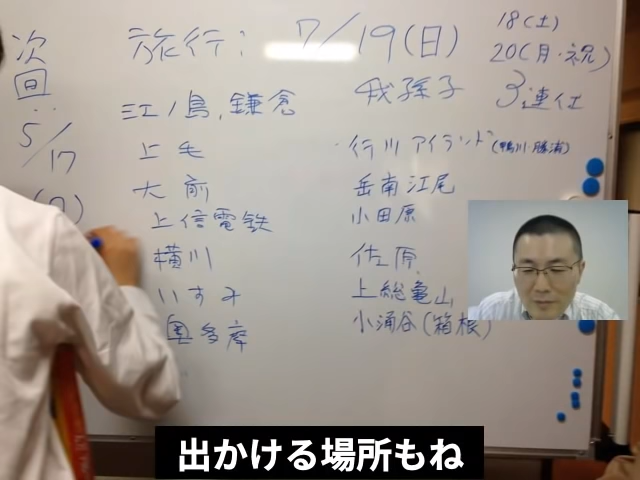 次回:
5/17
(日)
旅行: 7/19(日)
18(土)
20(月・祝)
3連休
江ノ島,鎌倉
上毛
大前
上信電鉄
横川
いすみ
奥多摩
我孫子
・行川アイランド(鴨川・勝浦)
岳南江尾
小田原
佐原
上総亀山
小涌谷(箱根)
出かける場所もね